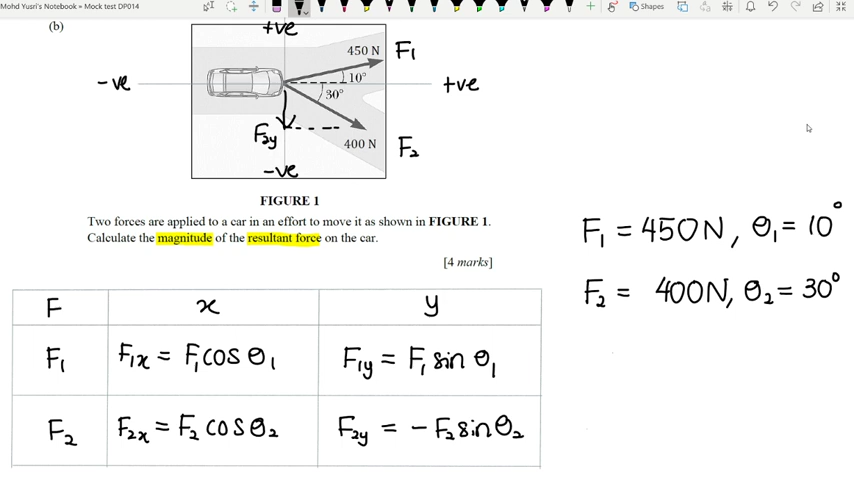 Mohd Yusri's Notebook » Mock test DP014
Shapes
(b)
+ve
450 N F₁
10°
-ve
+ve
30°
F₂y
400 N F₂
-ve
FIGURE 1
Two forces are applied to a car in an effort to move it as shown in FIGURE 1.
Calculate the magnitude of the resultant force on the car.
[4 marks]
F₁ = 450N, θ₁ = 10°
F₂ = 400N, θ₂ = 30°
F x y
F₁ F₁x = F₁ cos θ₁ F₁y = F₁ sin θ₁
F₂ F₂x = F₂ cos θ₂ F₂y = - F₂ sin θ₂